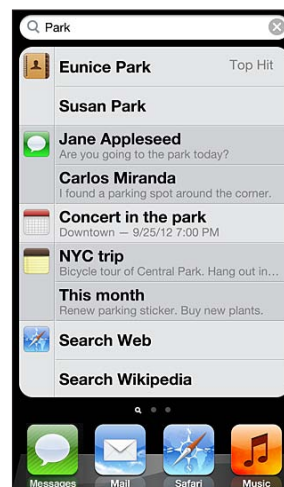 Park
Eunice Park Top Hit
Susan Park
Jane Appleseed
Are you going to the park today?
Carlos Miranda
I found a parking spot around the corner.
Concert in the park
Downtown — 9/25/12 7:00 PM
NYC trip
Bicycle tour of Central Park. Hang out in...
This month
Renew parking sticker. Buy new plants.
Search Web
Search Wikipedia
Messages Mail Safari Music